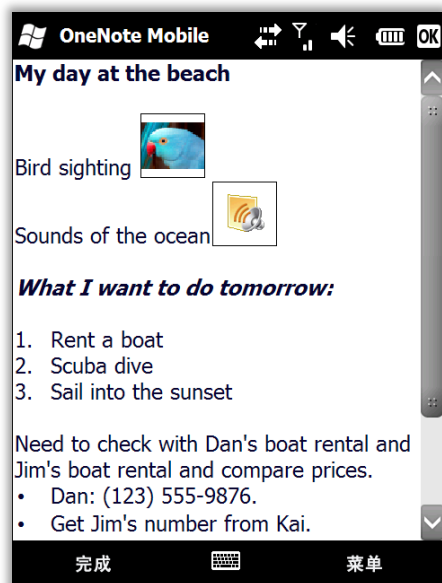 OneNote Mobile OK
My day at the beach
Bird sighting
Sounds of the ocean
What I want to do tomorrow:
1. Rent a boat
2. Scuba dive
3. Sail into the sunset
Need to check with Dan's boat rental and
Jim's boat rental and compare prices.
• Dan: (123) 555-9876.
• Get Jim's number from Kai.
完成 菜单